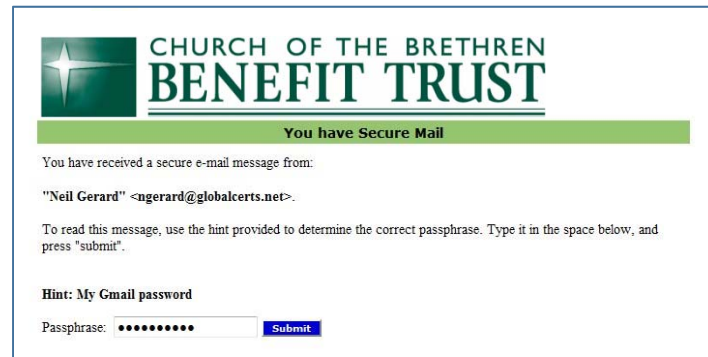 CHURCH OF THE BRETHREN
BENEFIT TRUST
You have Secure Mail
You have received a secure e-mail message from:
"Neil Gerard" <ngerard@globalcerts.net>.
To read this message, use the hint provided to determine the correct passphrase. Type it in the space below, and
press "submit".
Hint: My Gmail password
Passphrase: ●●●●●●●●●● Submit